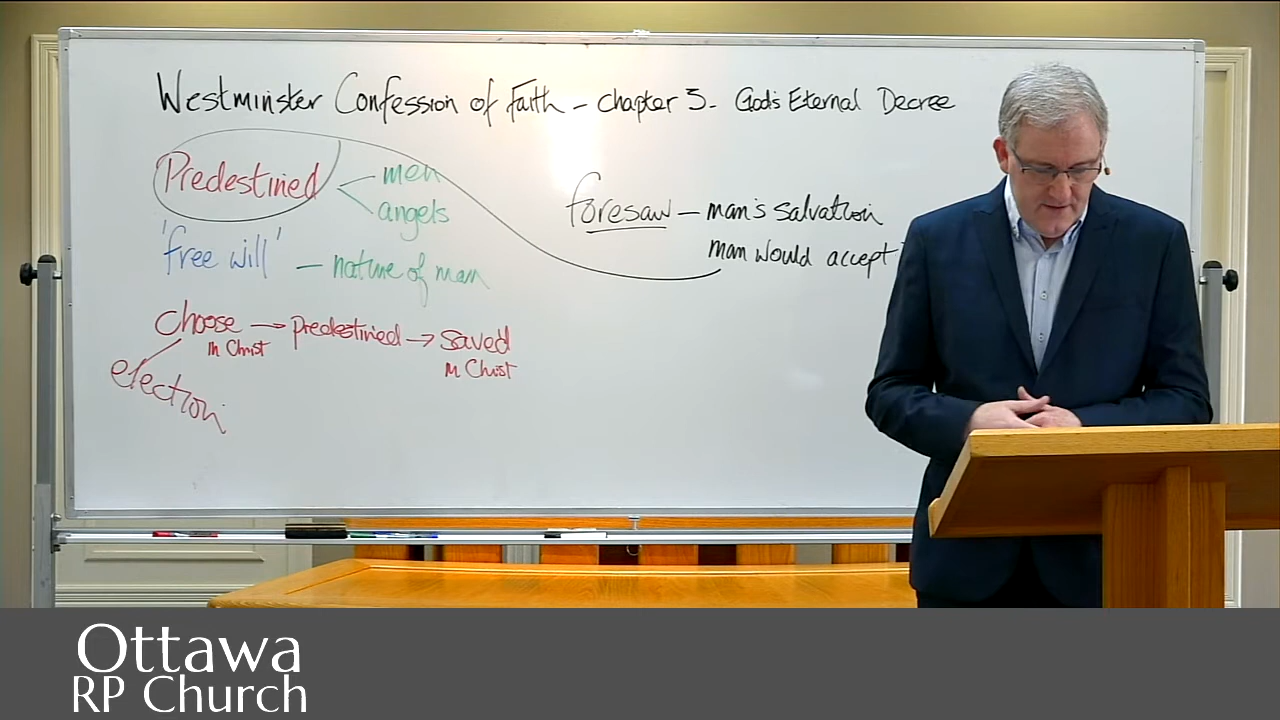 Westminster Confession of Faith - chapter 3 - God's Eternal Decree
Predestined
men
angels
foresaw - man's salvation
man would accept
'free will' - nature of man
choose → predestined → saved
in Christ
in Christ
election
Ottawa
RP Church